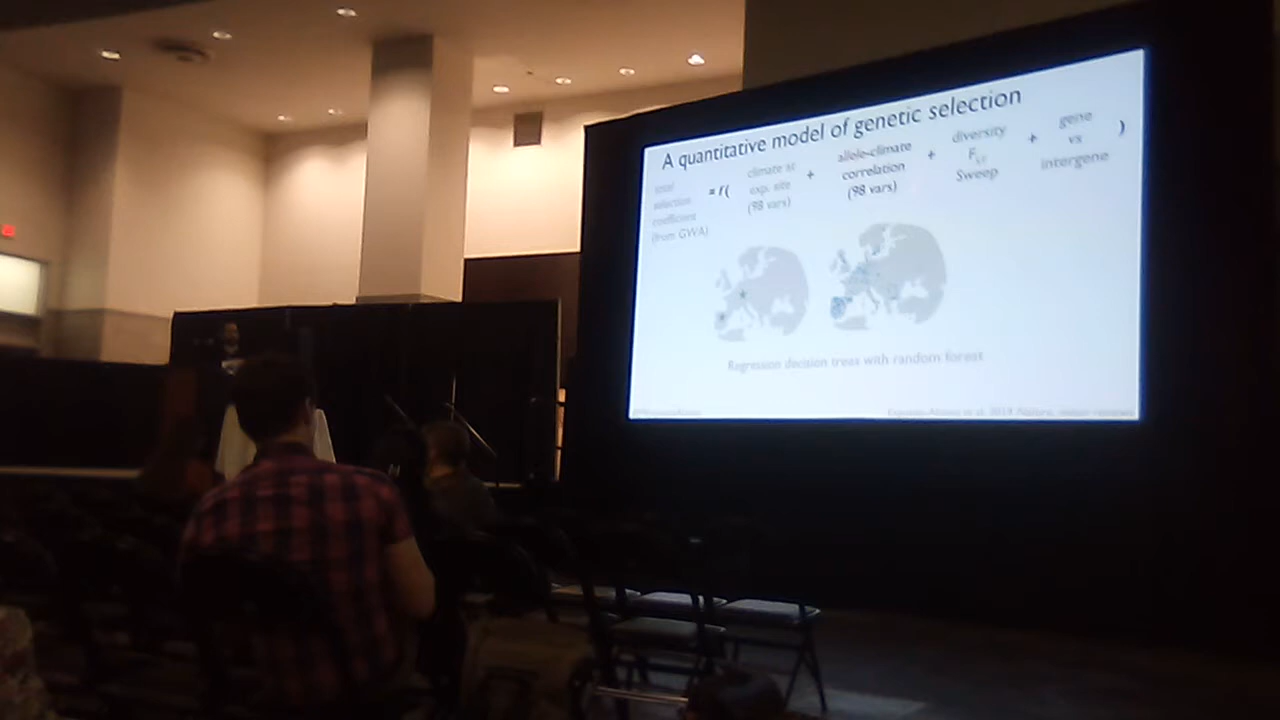 A quantitative model of genetic selection
total selection coefficient (from GWA)
= f(
climate at exp. site (98 vars)
+
allele-climate correlation (98 vars)
+
diversity
Sweep
+
gene vs intergene
)
Regression decision trees with random forest